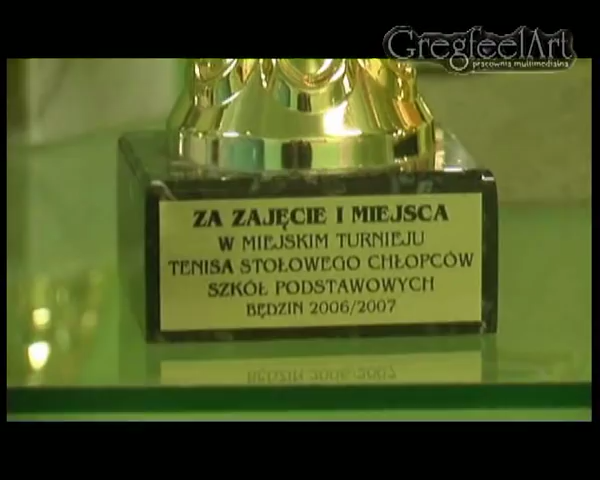 GregfeelArt
pracownia multimedialna
ZA ZAJĘCIE I MIEJSCA
W MIEJSKIM TURNIEJU
TENISA STOŁOWEGO CHŁOPCÓW
SZKÓŁ PODSTAWOWYCH
BĘDZIN 2006/2007